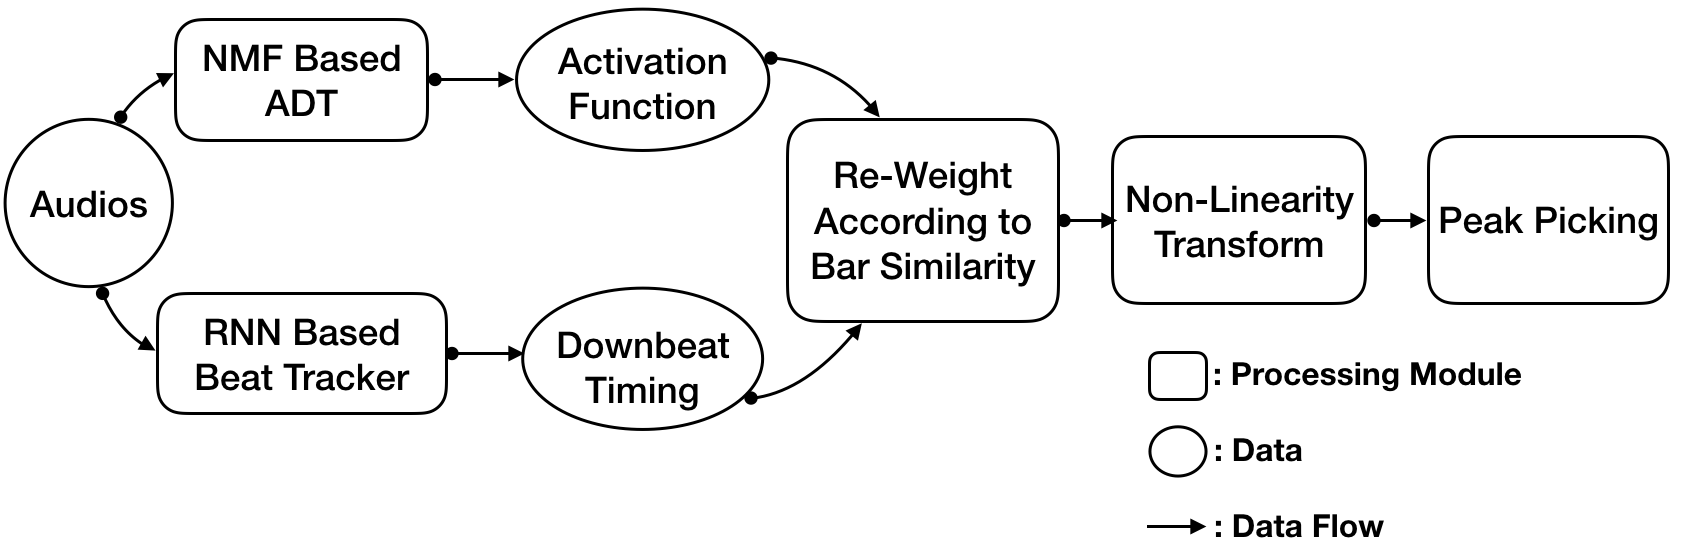 NMF Based
ADT
Activation
Function
Audios
Re-Weight
According to
Bar Similarity
Non-Linearity
Transform
Peak Picking
RNN Based
Beat Tracker
Downbeat
Timing
: Processing Module
: Data
: Data Flow